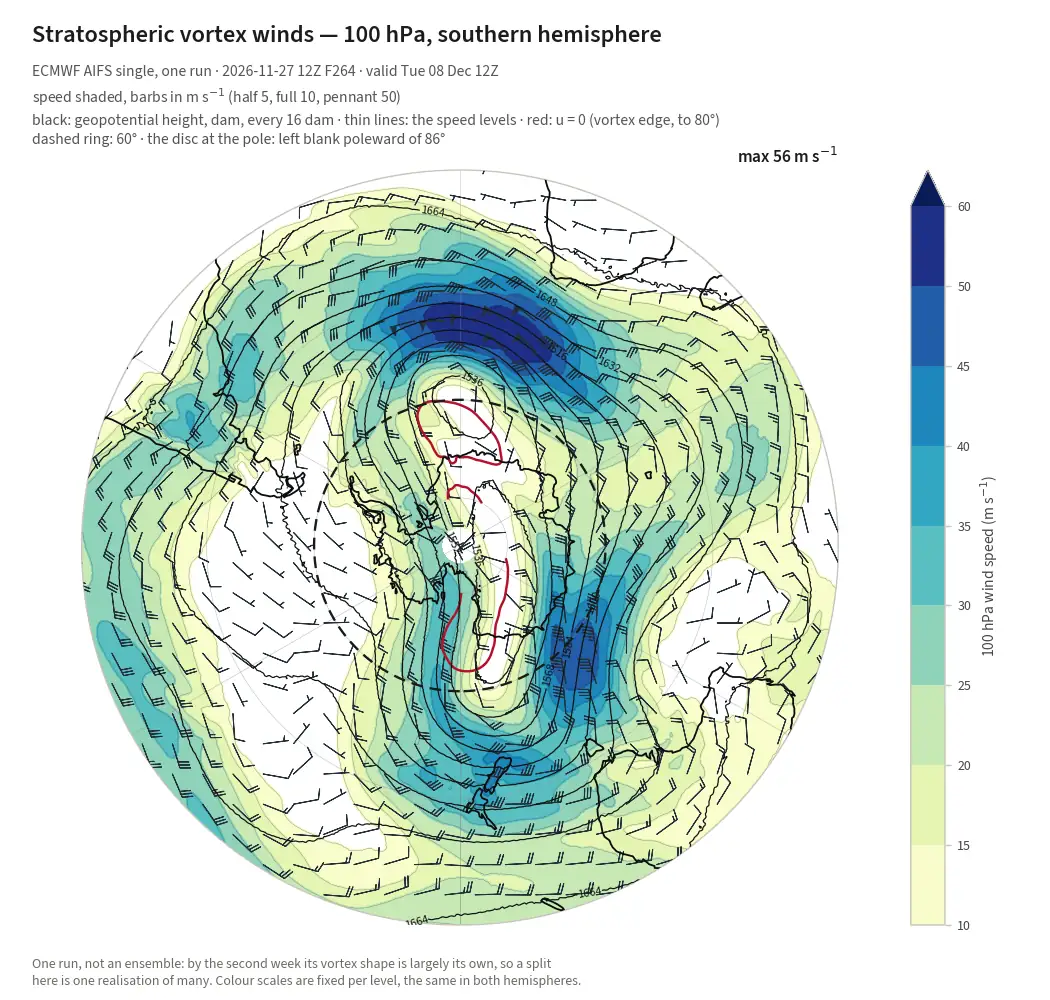 Stratospheric vortex winds — 100 hPa, southern hemisphere
ECMWF AIFS single, one run · 2026-11-27 12Z F264 · valid Tue 08 Dec 12Z
speed shaded, barbs in m s⁻¹ (half 5, full 10, pennant 50)
black: geopotential height, dam, every 16 dam · thin lines: the speed levels · red: u = 0 (vortex edge, to 80°)
dashed ring: 60° · the disc at the pole: left blank poleward of 86°
max 56 m s⁻¹
1664
1648
1616
1632
1536
1536
1664
1664
60
50
45
40
35
30
25
20
15
10
100 hPa wind speed (m s⁻¹)
One run, not an ensemble: by the second week its vortex shape is largely its own, so a split
here is one realisation of many. Colour scales are fixed per level, the same in both hemispheres.